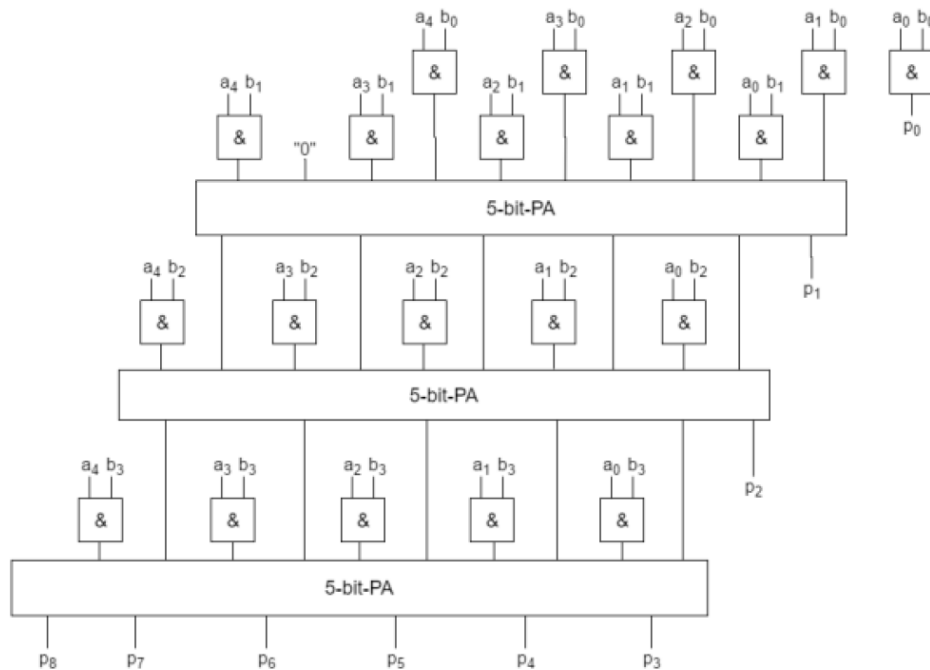 a₄ b₀ a₃ b₀ a₂ b₀ a₁ b₀ a₀ b₀
& & & & &
a₄ b₁ a₃ b₁ a₂ b₁ a₁ b₁ a₀ b₁
& & & & & p₀
"0"
5-bit-PA
a₄ b₂ a₃ b₂ a₂ b₂ a₁ b₂ a₀ b₂
p₁
& & & & &
5-bit-PA
a₄ b₃ a₃ b₃ a₂ b₃ a₁ b₃ a₀ b₃
p₂
& & & & &
5-bit-PA
p₈ p₇ p₆ p₅ p₄ p₃